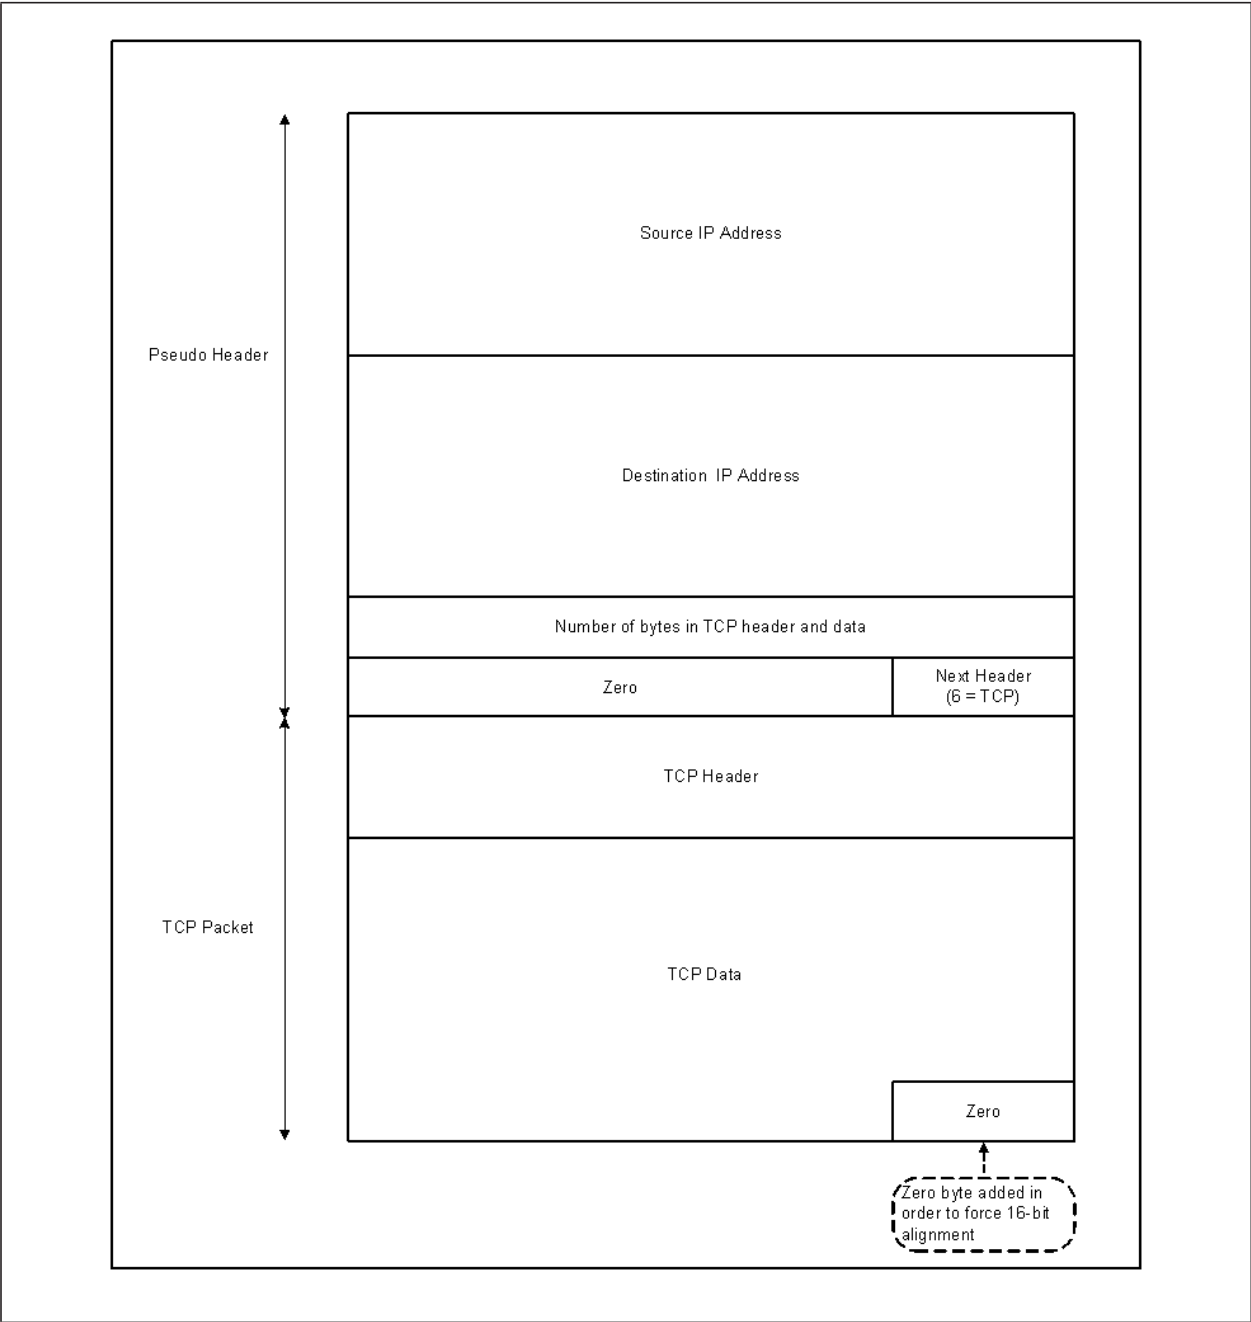 Source IP Address
Pseudo Header
Destination  IP Address
Number of bytes in TCP header and data
Zero
Next Header
(6 = TCP)
TCP Header
TCP Packet
TCP Data
Zero
Zero byte added in
order to force 16-bit
alignment